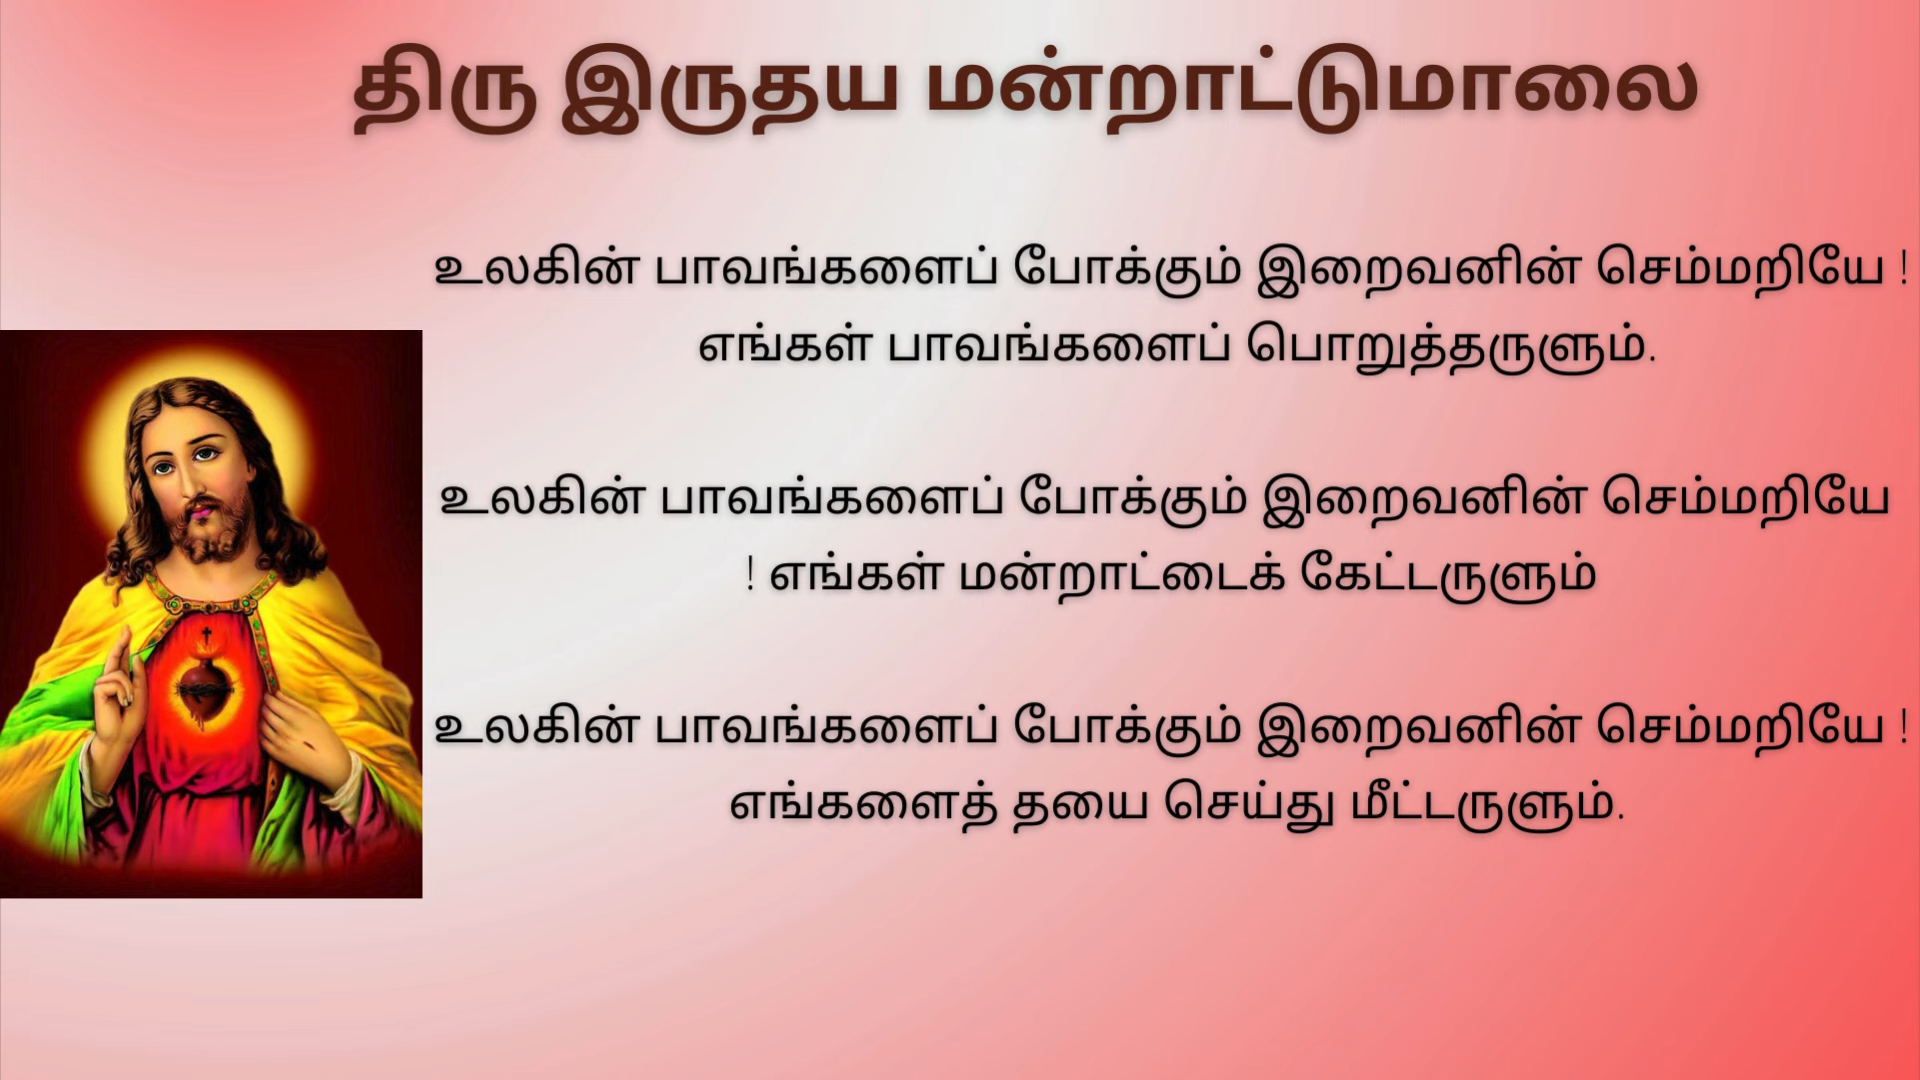 திரு இருதய மன்றாட்டுமாலை
உலகின் பாவங்களைப் போக்கும் இறைவனின் செம்மறியே !
எங்கள் பாவங்களைப் பொறுத்தருளும்.
உலகின் பாவங்களைப் போக்கும் இறைவனின் செம்மறியே
! எங்கள் மன்றாட்டைக் கேட்டருளும்
உலகின் பாவங்களைப் போக்கும் இறைவனின் செம்மறியே !
எங்களைத் தயை செய்து மீட்டருளும்.